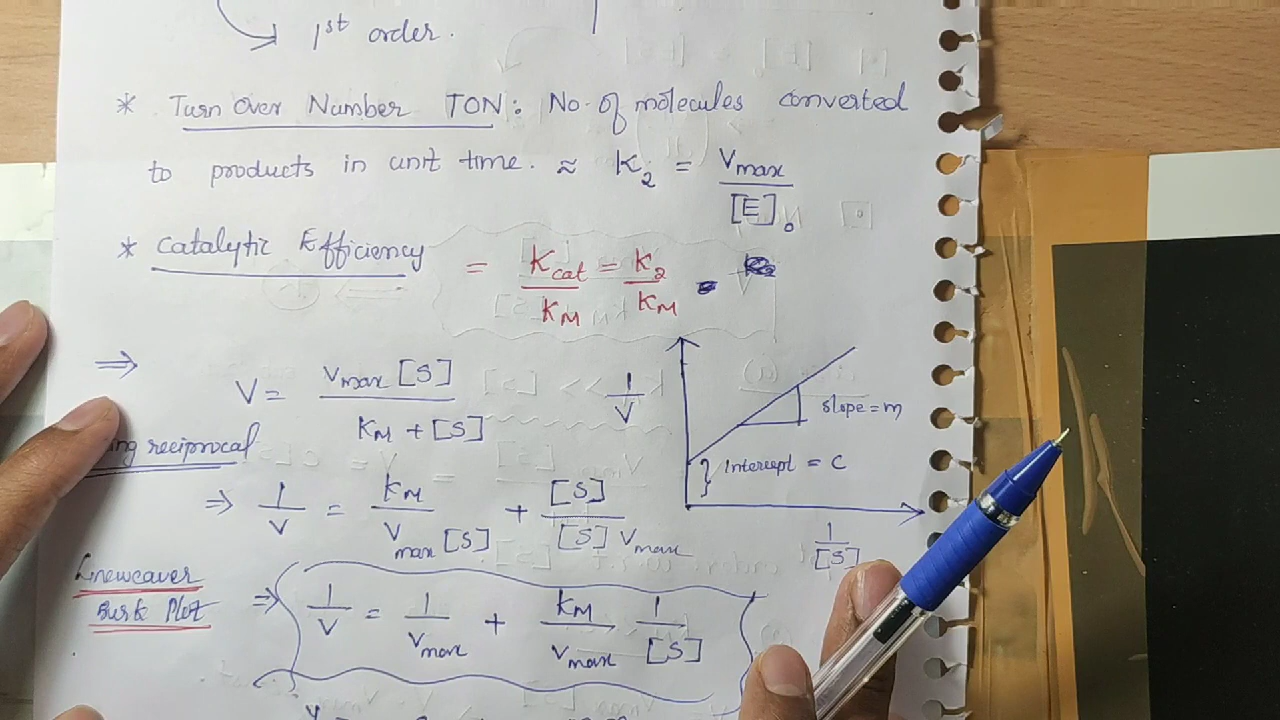 1st order.
* Turn Over Number TON: No. of molecules converted
to products in unit time. ≈ K₂ = Vmax / [E]₀
* Catalytic Efficiency = Kcat / KM = K₂ / KM
⇒ V = Vmax [S] / KM + [S]
ing reciprocal
⇒ 1/V = KM / Vmax [S] + [S] / [S] Vmax
1/V
Slope = m
Intercept = C
1/[S]
Lineweaver
Burk Plot
⇒ 1/V = 1/Vmax + KM/Vmax 1/[S]